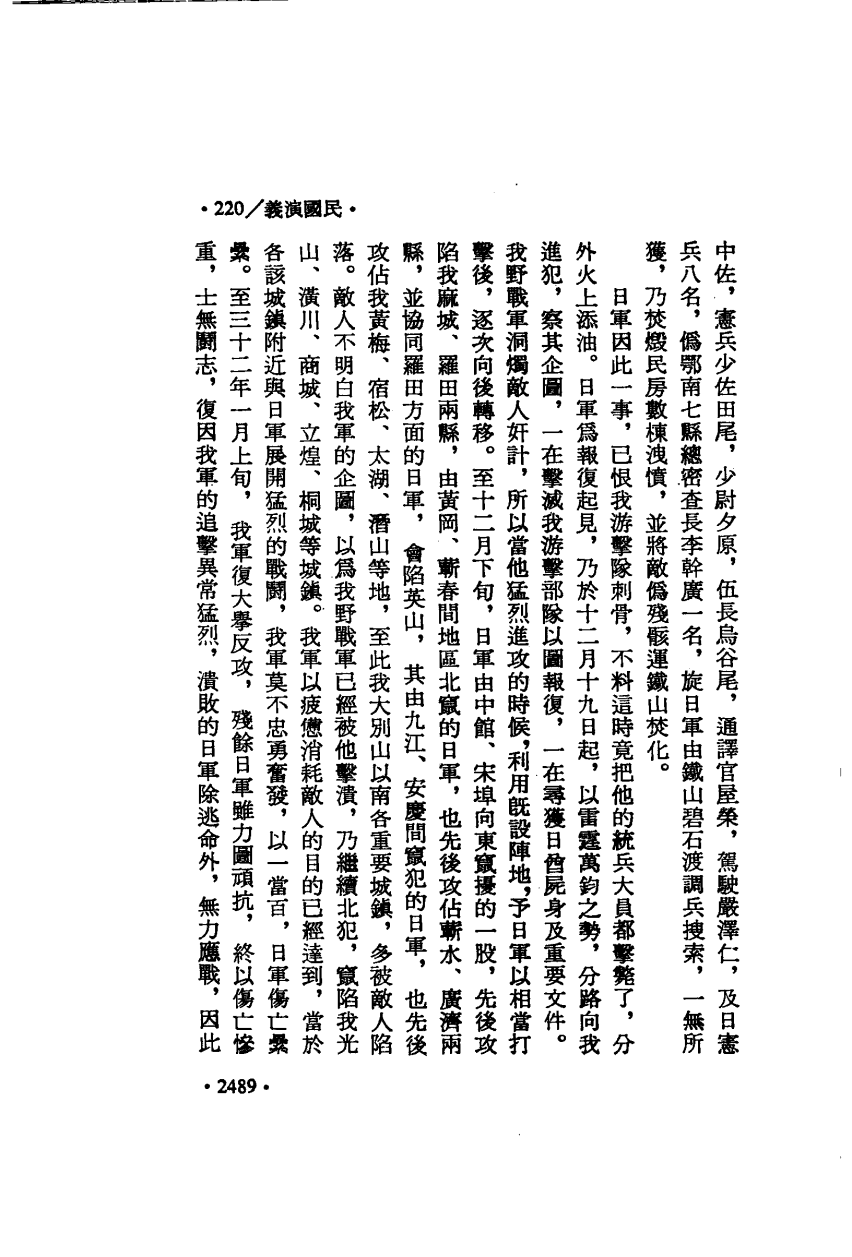 •220／義演國民•
中佐，憲兵少佐田尾，少尉夕原，伍長烏谷尾，通譯官屋榮，駕駛嚴澤仁，及日憲
兵八名，僞鄂南七縣總密查長李幹廣一名，旋日軍由鐵山碧石渡調兵捜索，一無所
獲，乃焚燬民房數棟洩憤，並將敵僞殘骸運鐵山焚化。
日軍因此一事，已恨我游擊隊刺骨，不料這時竟把他的統兵大員都擊斃了，分
外火上添油。日軍爲報復起見，乃於十二月十九日起，以雷霆萬鈞之勢，分路向我
進犯，察其企圖，一在擊滅我游擊部隊以圖報復，一在尋獲日酋屍身及重要文件。
我野戰軍洞燭敵人奸計，所以當他猛烈進攻的時候，利用旣設陣地，予日軍以相當打
擊後，逐次向後轉移。至十二月下旬，日軍由中館、宋埠向東竄擾的一股，先後攻
陷我麻城、羅田兩縣，由黃岡、蘄春間地區北竄的日軍，也先後攻佔蘄水、廣濟兩
縣，並協同羅田方面的日軍，會陷英山，其由九江、安慶間竄犯的日軍，也先後
攻佔我黃梅、宿松、太湖、潛山等地，至此我大別山以南各重要城鎮，多被敵人陷
落。敵人不明白我軍的企圖，以爲我野戰軍已經被他擊潰，乃繼續北犯，竄陷我光
山、潢川、商城、立煌、桐城等城鎮。我軍以疲憊消耗敵人的目的已經達到，當於
各該城鎮附近與日軍展開猛烈的戰鬭，我軍莫不忠勇奮發，以一當百，日軍傷亡纍
纍。至三十二年一月上旬，我軍復大擧反攻，殘餘日軍雖力圖頑抗，終以傷亡慘
重，士無鬭志，復因我軍的追擊異常猛烈，潰敗的日軍除逃命外，無力應戰，因此
•2489•